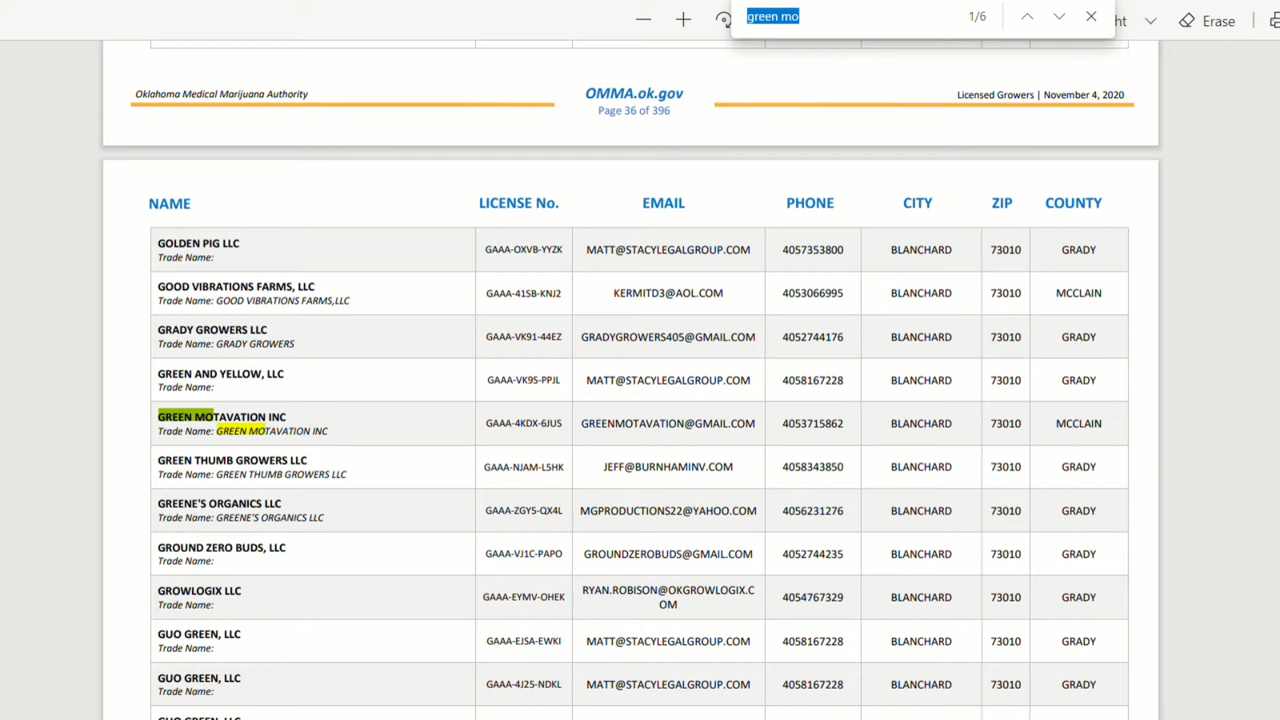 green mo
1/6
ht
Erase
Oklahoma Medical Marijuana Authority
OMMA.ok.gov
Page 36 of 396
Licensed Growers | November 4, 2020
NAME LICENSE No. EMAIL PHONE CITY ZIP COUNTY
GOLDEN PIG LLC
Trade Name:
GAAA-OXVB-YYZK MATT@STACYLEGALGROUP.COM 4057353800 BLANCHARD 73010 GRADY
GOOD VIBRATIONS FARMS, LLC
Trade Name: GOOD VIBRATIONS FARMS,LLC
GAAA-41SB-KNJ2 KERMITD3@AOL.COM 4053066995 BLANCHARD 73010 MCCLAIN
GRADY GROWERS LLC
Trade Name: GRADY GROWERS
GAAA-VK91-44EZ GRADYGROWERS405@GMAIL.COM 4052744176 BLANCHARD 73010 GRADY
GREEN AND YELLOW, LLC
Trade Name:
GAAA-VK9S-PPJL MATT@STACYLEGALGROUP.COM 4058167228 BLANCHARD 73010 GRADY
GREEN MOTAVATION INC
Trade Name: GREEN MOTAVATION INC
GAAA-4KDX-6JUS GREENMOTAVATION@GMAIL.COM 4053715862 BLANCHARD 73010 MCCLAIN
GREEN THUMB GROWERS LLC
Trade Name: GREEN THUMB GROWERS LLC
GAAA-NJAM-L5HK JEFF@BURNHAMINV.COM 4058343850 BLANCHARD 73010 GRADY
GREENE'S ORGANICS LLC
Trade Name: GREENE'S ORGANICS LLC
GAAA-ZGY5-QX4L MGPRODUCTIONS22@YAHOO.COM 4056231276 BLANCHARD 73010 GRADY
GROUND ZERO BUDS, LLC
Trade Name:
GAAA-VJ1C-PAPO GROUNDZEROBUDS@GMAIL.COM 4052744235 BLANCHARD 73010 GRADY
GROWLOGIX LLC
Trade Name:
GAAA-EYMV-OHEK RYAN.ROBISON@OKGROWLOGIX.C
OM
4054767329 BLANCHARD 73010 GRADY
GUO GREEN, LLC
Trade Name:
GAAA-EJSA-EWKI MATT@STACYLEGALGROUP.COM 4058167228 BLANCHARD 73010 GRADY
GUO GREEN, LLC
Trade Name:
GAAA-4J25-NDKL MATT@STACYLEGALGROUP.COM 4058167228 BLANCHARD 73010 GRADY
GUO GREEN, LLC